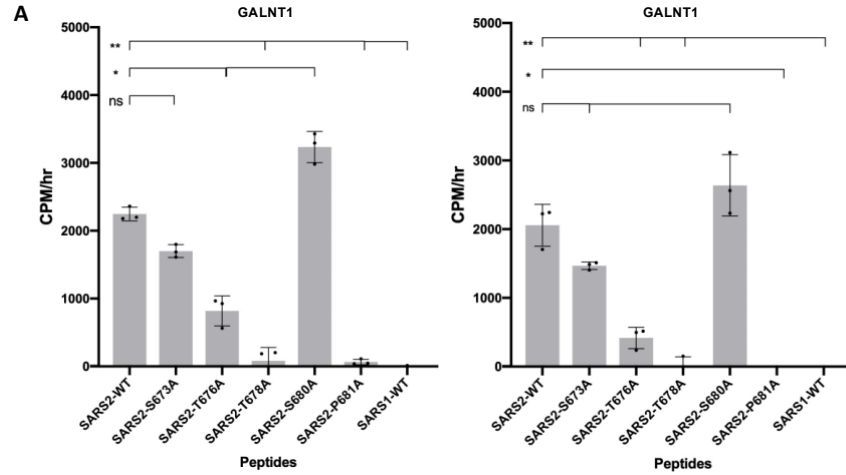 A
GALNT1
5000
4000
3000
2000
1000
0
CPM/hr
**
*
ns
SARS2-WT
SARS2-S673A
SARS2-T676A
SARS2-T678A
SARS2-S680A
SARS2-P681A
SARS1-WT
Peptides
GALNT1
5000
4000
3000
2000
1000
0
CPM/hr
**
*
ns
SARS2-WT
SARS2-S673A
SARS2-T676A
SARS2-T678A
SARS2-S680A
SARS2-P681A
SARS1-WT
Peptides